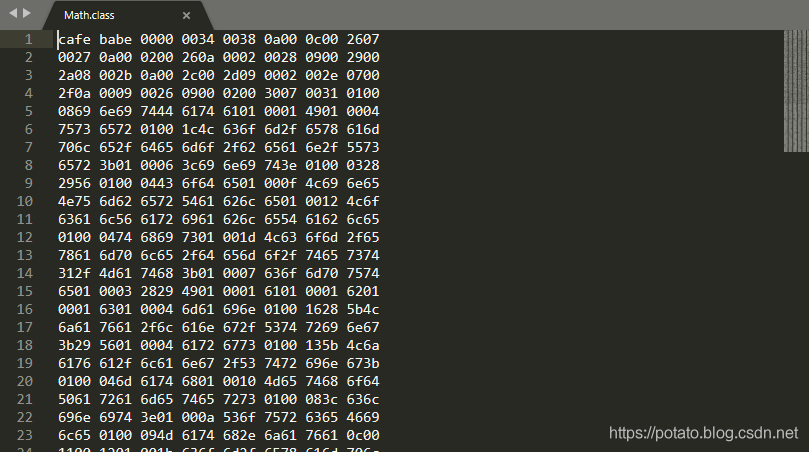 Math.class
1 cafe babe 0000 0034 0038 0a00 0c00 2607
2 0027 0a00 0200 260a 0002 0028 0900 2900
3 2a08 002b 0a00 2c00 2d09 0002 002e 0700
4 2f0a 0009 0026 0900 0200 3007 0031 0100
5 0869 6e69 7444 6174 6101 0001 4901 0004
6 7573 6572 0100 1c4c 636f 6d2f 6578 616d
7 706c 652f 6465 6d6f 2f62 6561 6e2f 5573
8 6572 3b01 0006 3c69 6e69 743e 0100 0328
9 2956 0100 0443 6f64 6501 000f 4c69 6e65
10 4e75 6d62 6572 5461 626c 6501 0012 4c6f
11 6361 6c56 6172 6961 626c 6554 6162 6c65
12 0100 0474 6869 7301 001d 4c63 6f6d 2f65
13 7861 6d70 6c65 2f64 656d 6f2f 7465 7374
14 312f 4d61 7468 3b01 0007 636f 6d70 7574
15 6501 0003 2829 4901 0001 6101 0001 6201
16 0001 6301 0004 6d61 696e 0100 1628 5b4c
17 6a61 7661 2f6c 616e 672f 5374 7269 6e67
18 3b29 5601 0004 6172 6773 0100 135b 4c6a
19 6176 612f 6c61 6e67 2f53 7472 696e 673b
20 0100 046d 6174 6801 0010 4d65 7468 6f64
21 5061 7261 6d65 7465 7273 0100 083c 636c
22 696e 6974 3e01 000a 536f 7572 6365 4669
23 6c65 0100 094d 6174 682e 6a61 7661 0c00
24 1100 1201 001b 636f 6d2f 6578 616d 706c
https://potato.blog.csdn.net